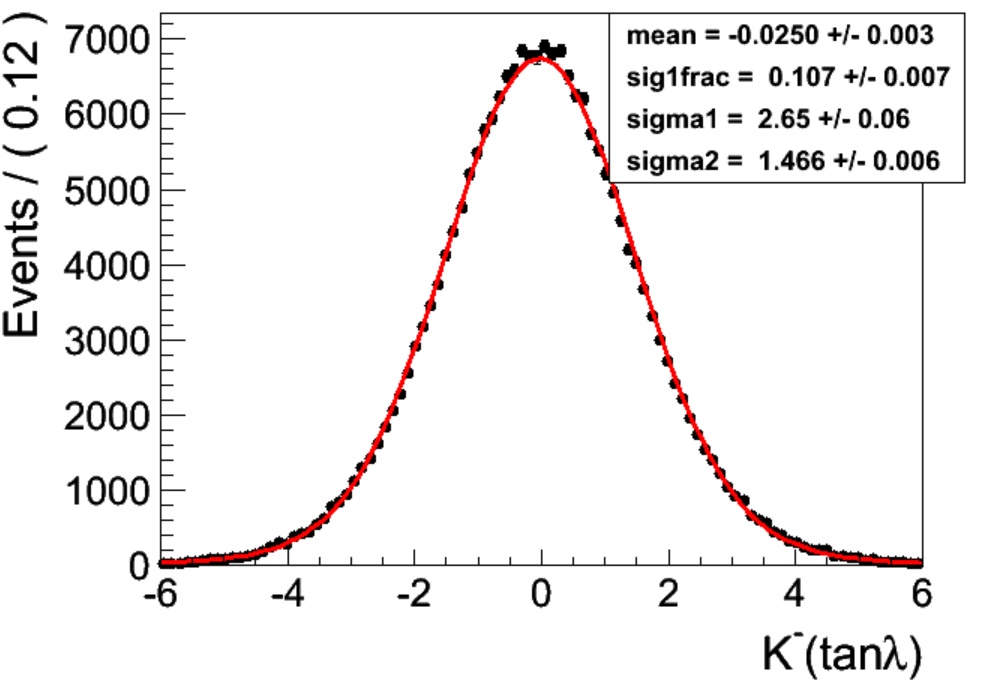 Events / ( 0.12 )
7000
6000
5000
4000
3000
2000
1000
0
mean = -0.0250 +/- 0.003
sig1frac = 0.107 +/- 0.007
sigma1 = 2.65 +/- 0.06
sigma2 = 1.466 +/- 0.006
-6 -4 -2 0 2 4 6
K⁻(tanλ)